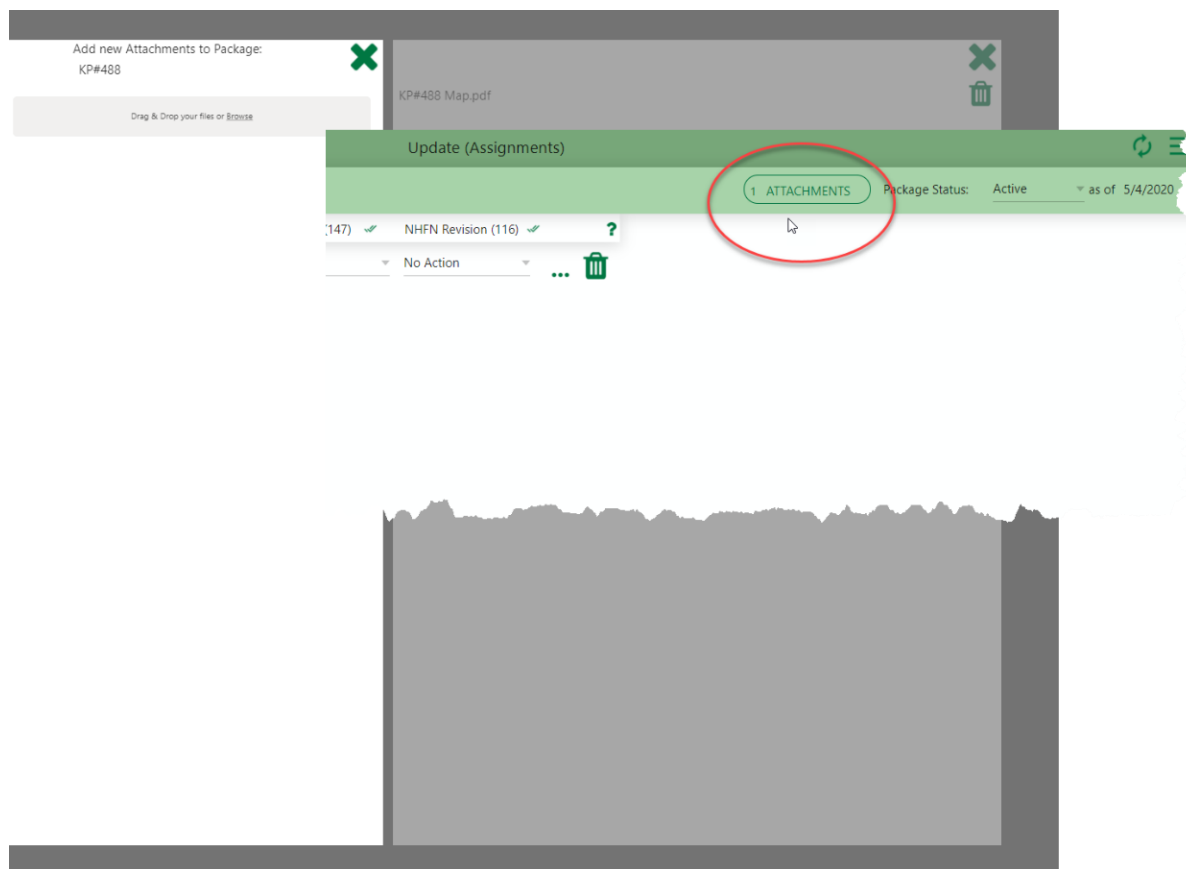 Add new Attachments to Package:
KP#488
Drag & Drop your files or Browse
KP#488 Map.pdf
Update (Assignments)
1 ATTACHMENTS Package Status: Active as of 5/4/2020
(147) NHFN Revision (116) ?
No Action ...